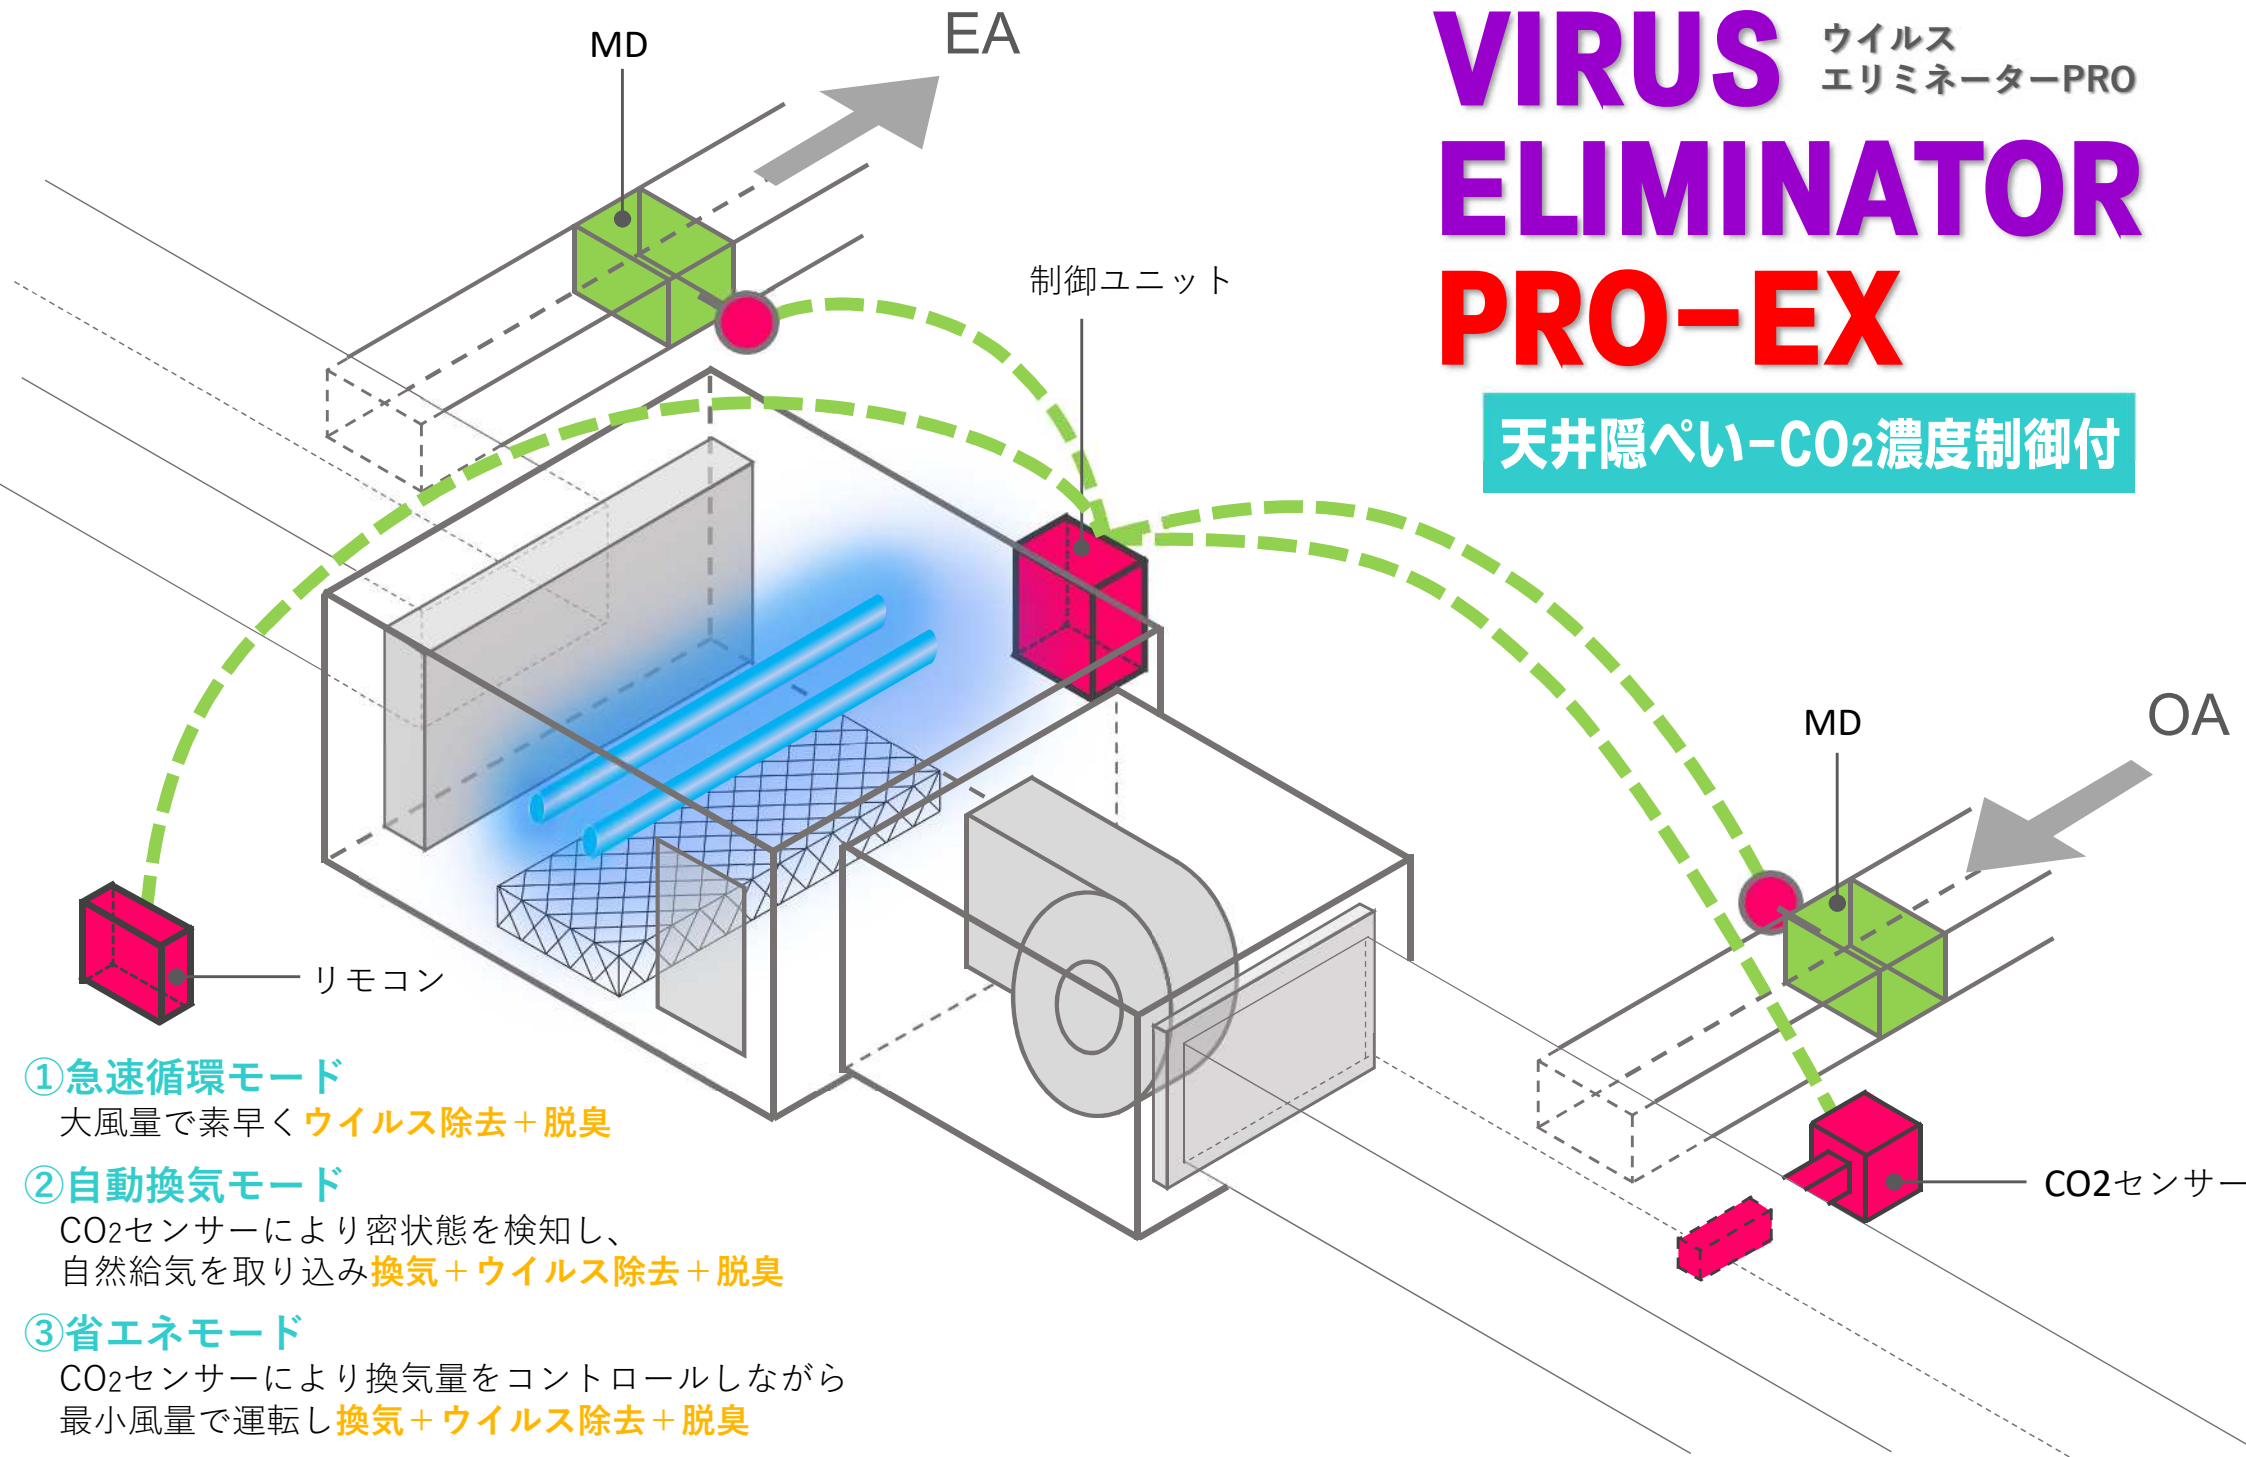 VIRUS
ウイルス
エリミネーターPRO
ELIMINATOR
PRO-EX
天井隠ぺい-CO2濃度制御付
MD
EA
制御ユニット
MD
OA
リモコン
CO2センサー
①急速循環モード
大風量で素早くウイルス除去+脱臭
②自動換気モード
CO2センサーにより密状態を検知し、
自然給気を取り込み換気+ウイルス除去+脱臭
③省エネモード
CO2センサーにより換気量をコントロールしながら
最小風量で運転し換気+ウイルス除去+脱臭